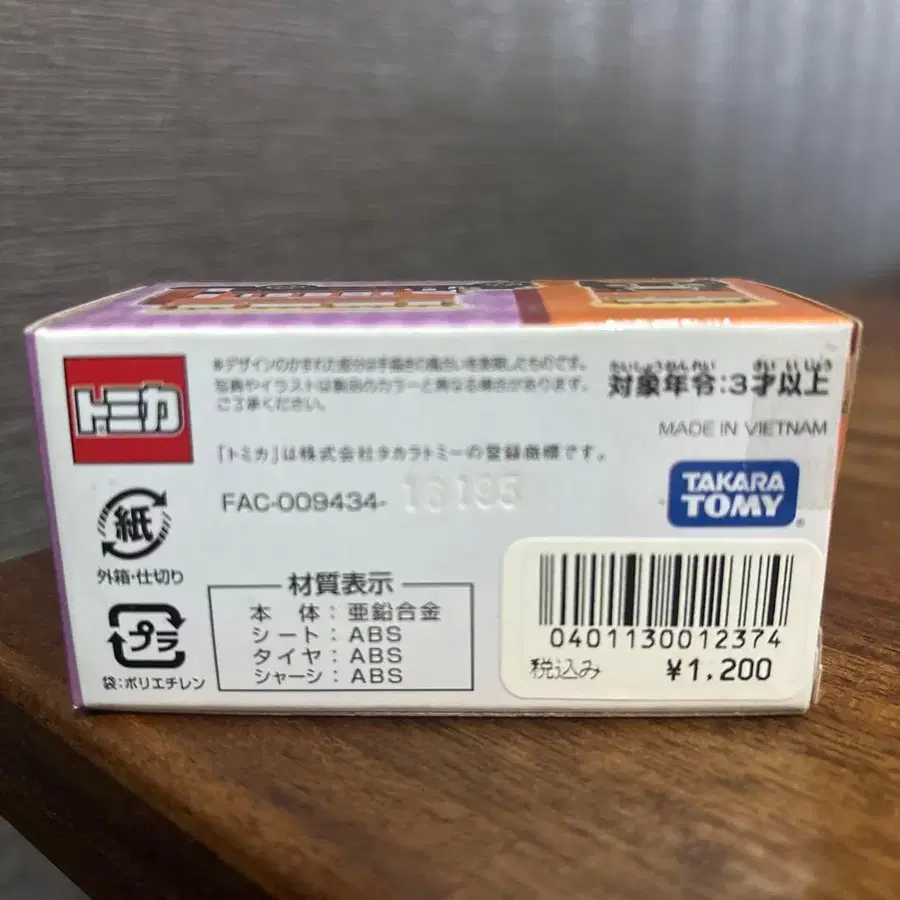 トミカ
※デザインのかすれた部分は手描きの風合いを表現したものです。
写真やイラストは製品のカラーと異なる場合があります。
ご了承ください。
「トミカ」は株式会社タカラトミーの登録商標です。
FAC-009434-
たいしょうねんれい さい いじょう
対象年令:3才以上
MADE IN VIETNAM
TAKARA
TOMY
紙
外箱・仕切り
プラ
袋:ポリエチレン
材質表示
本 体:亜鉛合金
シート:ABS
タイヤ:ABS
シャーシ:ABS
0401130012374
税込み ¥1,200